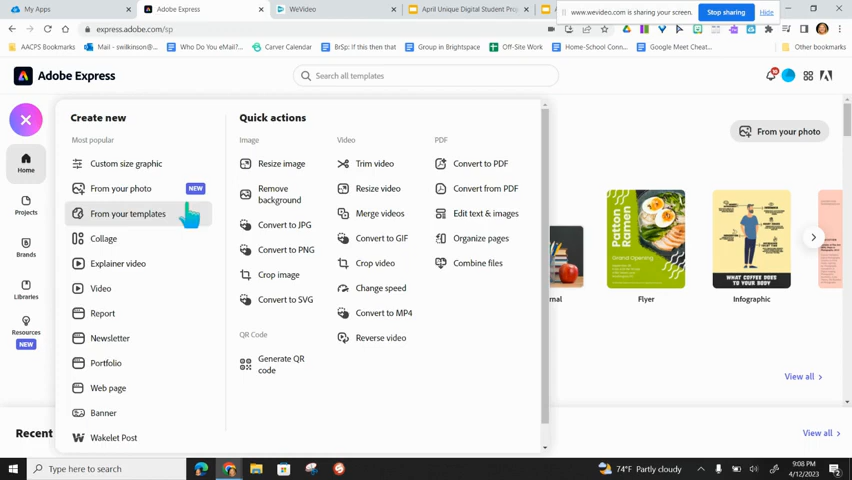 My Apps
Adobe Express
WeVideo
April Unique Digital Student Pro
www.wevideo.com is sharing your screen.
Stop sharing
Hide
express.adobe.com/sp
AACPS Bookmarks
Mail - swilkinson@...
Who Do You eMail?...
Carver Calendar
BrSp: If this then that
Group in Brightspace
Off-Site Work
Home-School Conn...
Google Meet Cheat...
Other bookmarks
Adobe Express
Search all templates
Home
Projects
Brands
Libraries
Resources
NEW
Create new
Most popular
Custom size graphic
From your photo
NEW
From your templates
Collage
Explainer video
Video
Report
Newsletter
Portfolio
Web page
Banner
Wakelet Post
Quick actions
Image
Resize image
Remove
background
Convert to JPG
Convert to PNG
Crop image
Convert to SVG
QR Code
Generate QR
code
Video
Trim video
Resize video
Merge videos
Convert to GIF
Crop video
Change speed
Convert to MP4
Reverse video
PDF
Convert to PDF
Convert from PDF
Edit text & images
Organize pages
Combine files
From your photo
Patton
Ramen
Grand Opening
WHAT COFFEE DOES
TO YOUR BODY
nal
Flyer
Infographic
View all
Recent
View all
Type here to search
74°F Partly cloudy
9:08 PM
4/12/2023